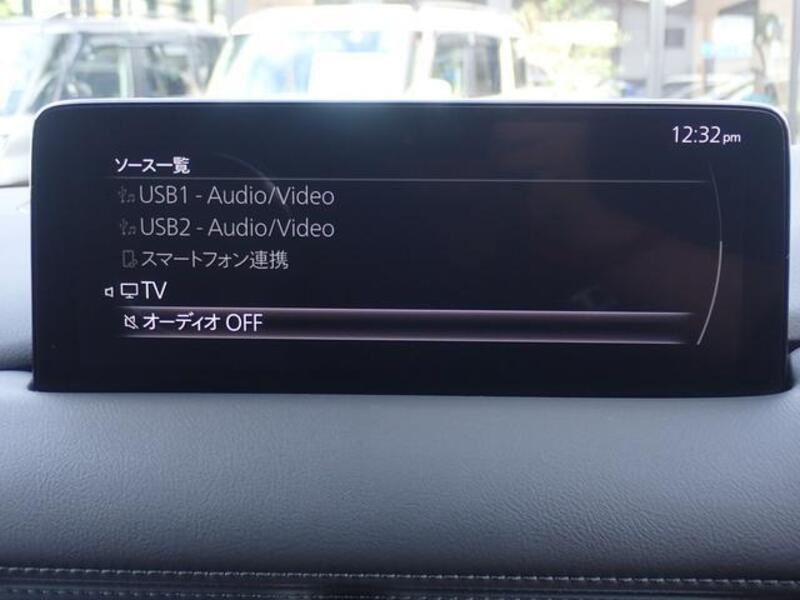 12:32pm
ソース一覧
USB1 - Audio/Video
USB2 - Audio/Video
スマートフォン連携
TV
オーディオ OFF